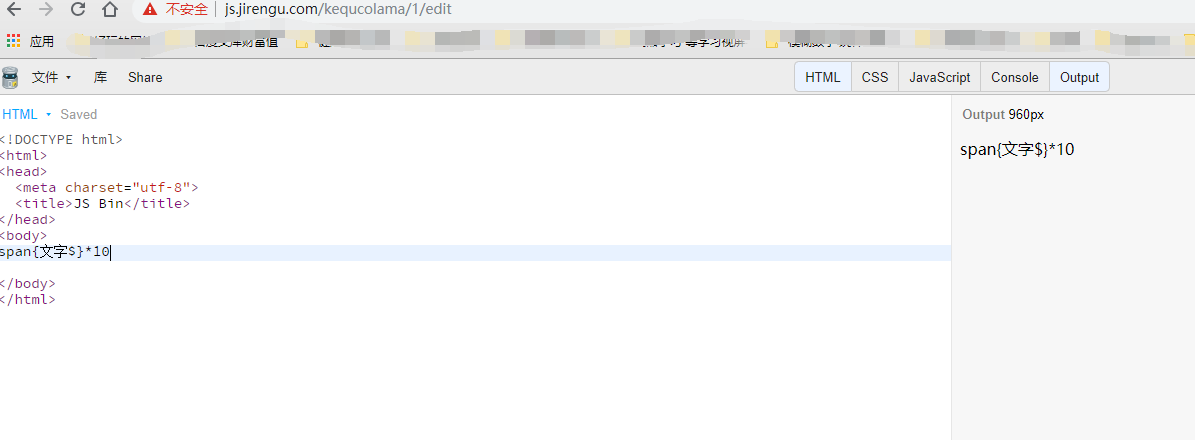 不安全 js.jirengu.com/kequcolama/1/edit
应用
文件 库 Share HTML CSS JavaScript Console Output
HTML Saved
Output 960px
<!DOCTYPE html>
<html>
<head>
<meta charset="utf-8">
<title>JS Bin</title>
</head>
<body>
span{文字$}*10
</body>
</html>
span{文字$}*10